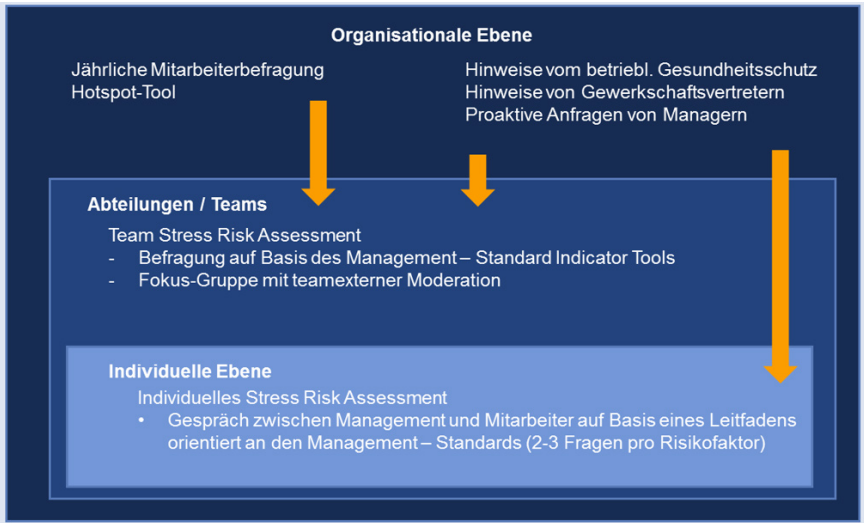 Organisationale Ebene
Jährliche Mitarbeiterbefragung
Hotspot-Tool
Hinweise vom betriebl. Gesundheitsschutz
Hinweise von Gewerkschaftsvertretern
Proaktive Anfragen von Managern
Abteilungen / Teams
Team Stress Risk Assessment
- Befragung auf Basis des Management – Standard Indicator Tools
- Fokus-Gruppe mit teamexterner Moderation
Individuelle Ebene
Individuelles Stress Risk Assessment
• Gespräch zwischen Management und Mitarbeiter auf Basis eines Leitfadens
orientiert an den Management – Standards (2-3 Fragen pro Risikofaktor)